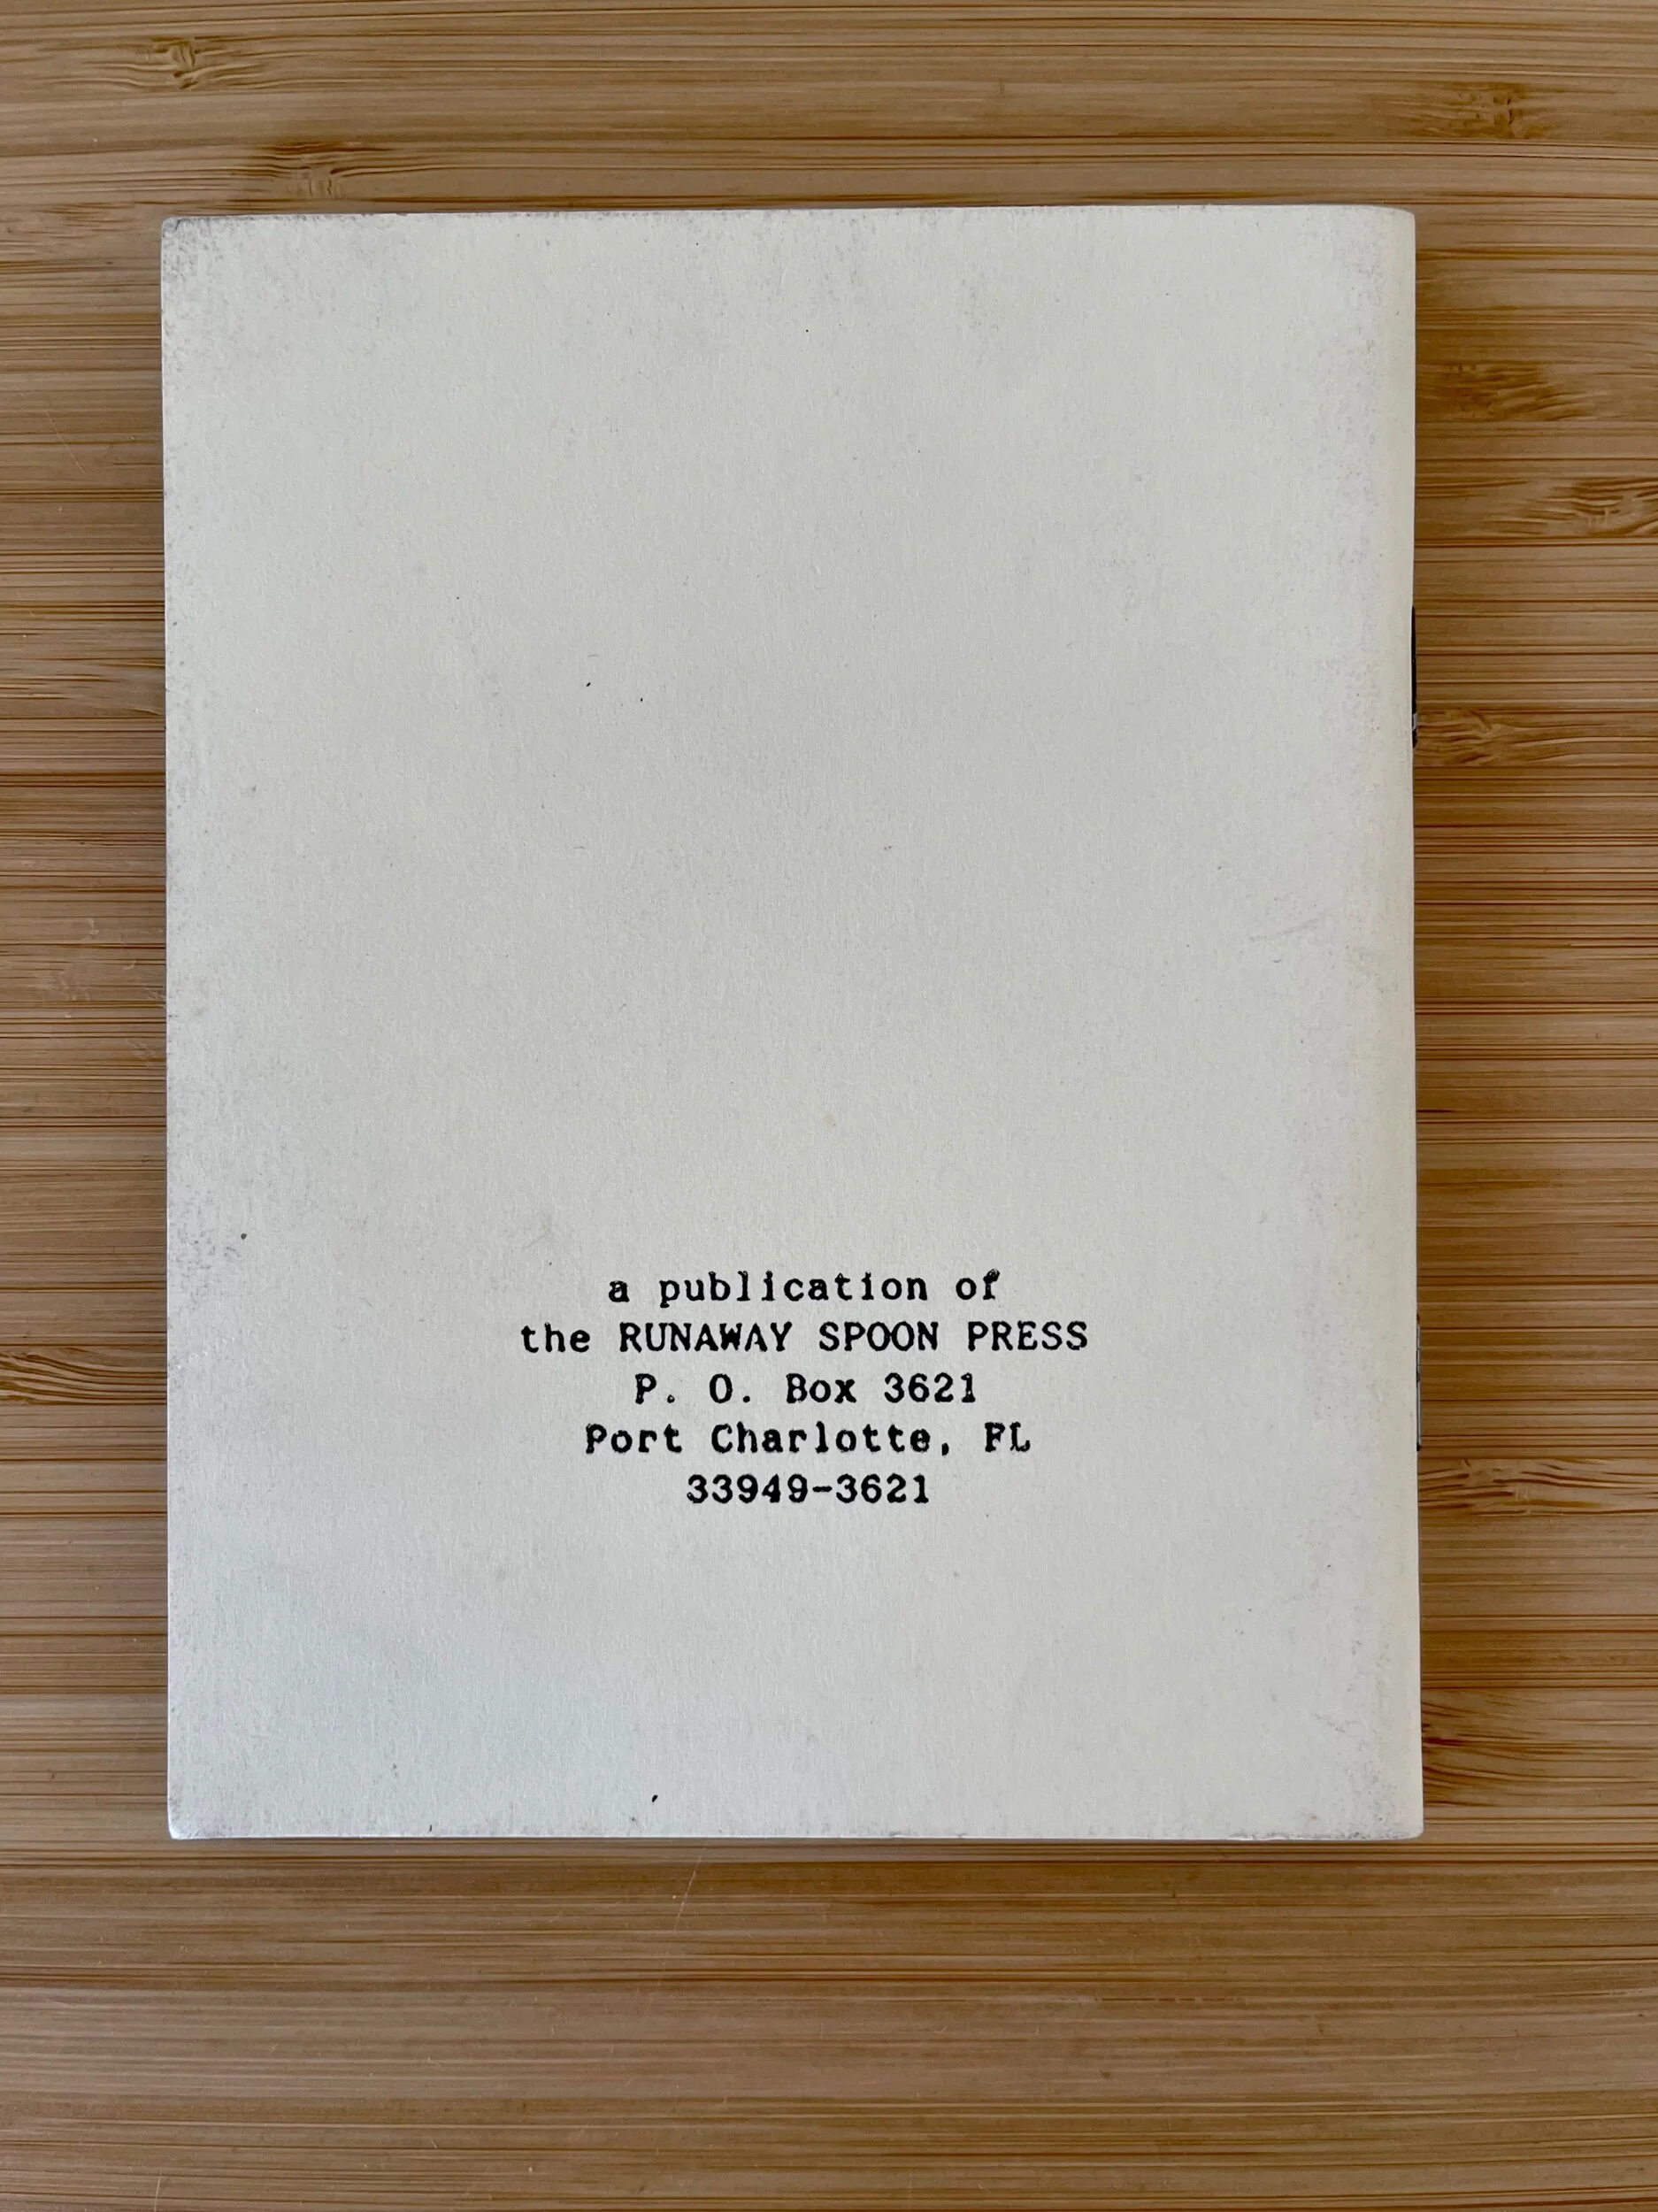 a publication of
the RUNAWAY SPOON PRESS
P. O. Box 3621
Port Charlotte, FL
33949-3621